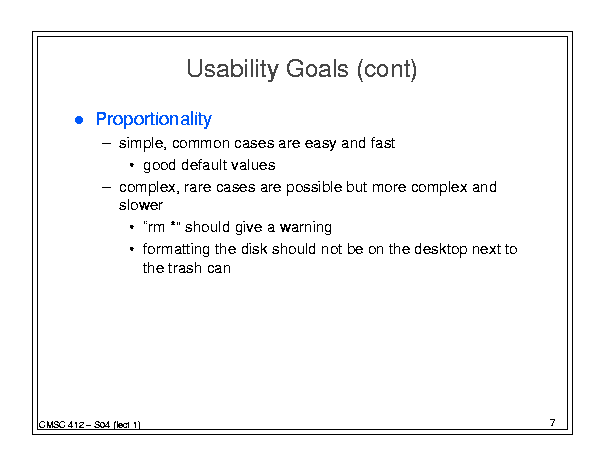 Usability Goals (cont)
● Proportionality
– simple, common cases are easy and fast
• good default values
– complex, rare cases are possible but more complex and
slower
• "rm *" should give a warning
• formatting the disk should not be on the desktop next to
the trash can
CMSC 412 – S04 (lect 1)
7